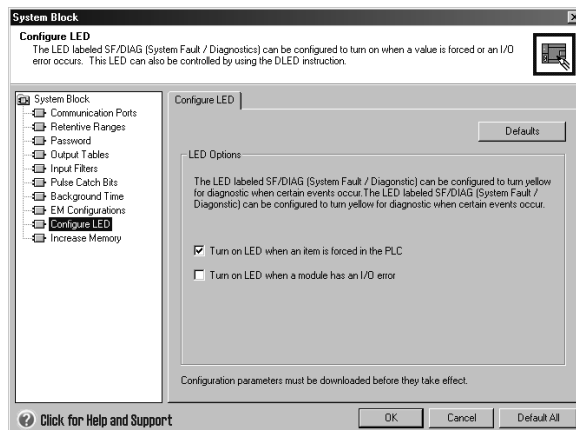 System Block
Configure LED
The LED labeled SF/DIAG (System Fault / Diagnostics) can be configured to turn on when a value is forced or an I/O
error occurs. This LED can also be controlled by using the DLED instruction.
System Block
Communication Ports
Retentive Ranges
Password
Output Tables
Input Filters
Pulse Catch Bits
Background Time
EM Configurations
Configure LED
Increase Memory
Configure LED
Defaults
LED Options
The LED labeled SF/DIAG (System Fault / Diagonstic) can be configured to turn yellow
for diagnostic when certain events occur.The LED labeled SF/DIAG (System Fault /
Diagonstic) can be configured to turn yellow for diagnostic when certain events occur.
Turn on LED when an item is forced in the PLC
Turn on LED when a module has an I/O error
Configuration parameters must be downloaded before they take effect.
Click for Help and Support
OK
Cancel
Default All